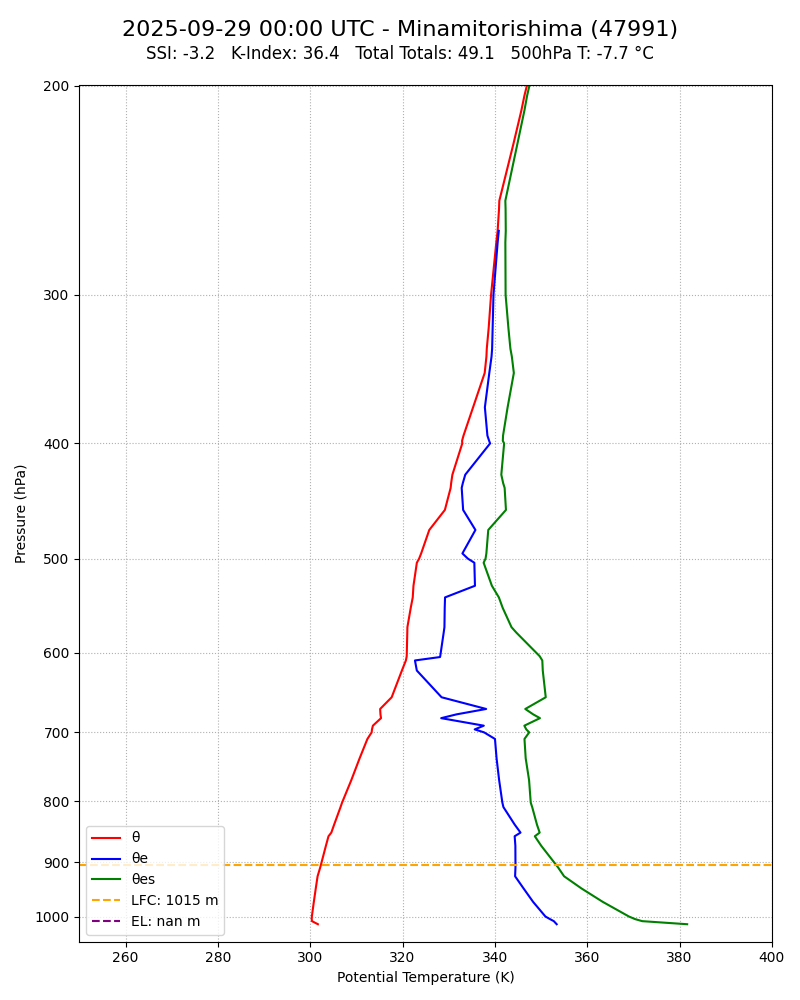 2025-09-29 00:00 UTC - Minamitorishima (47991)
SSI: -3.2   K-Index: 36.4   Total Totals: 49.1   500hPa T: -7.7 °C
200
300
400
500
600
700
800
900
1000
Pressure (hPa)
θ
θe
θes
LFC: 1015 m
EL: nan m
260 280 300 320 340 360 380 400
Potential Temperature (K)